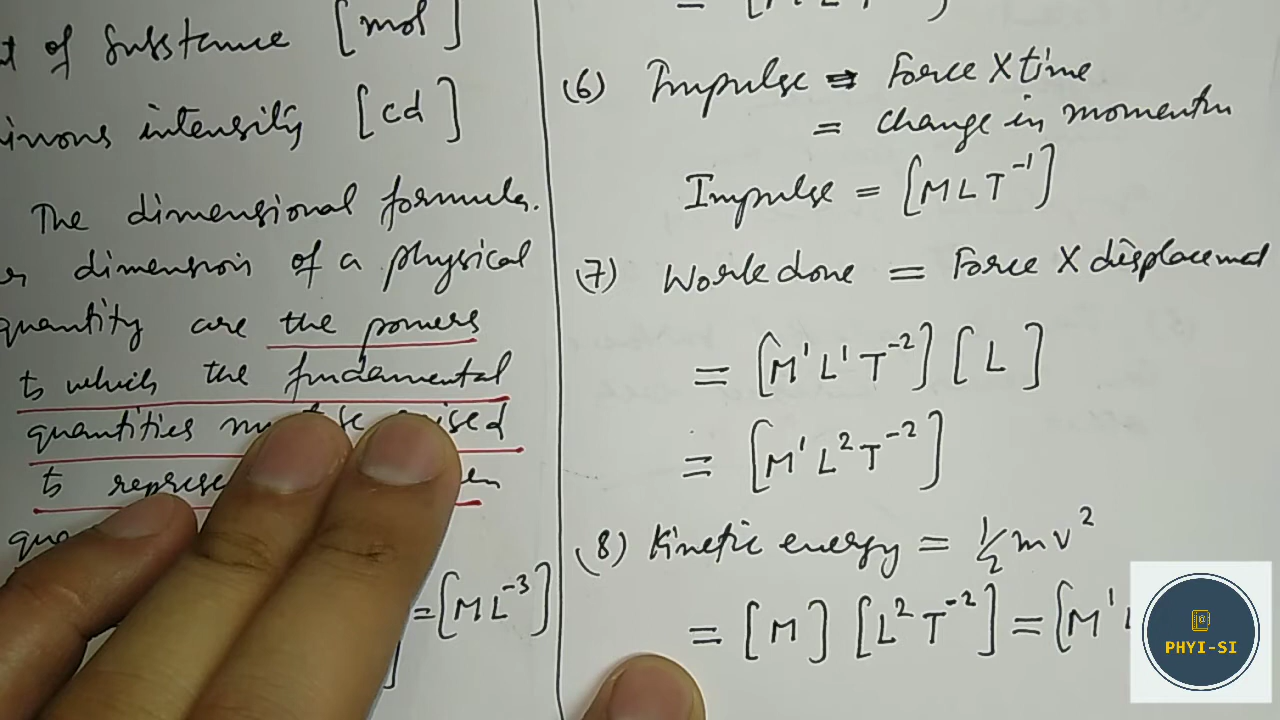 of Substance [mol]
intensity [cd]
The dimensional formula.
dimension of a physical
quantity are the powers
to which the fundamental
quantities
to
= [ML⁻³]
(6) Impulse = Force X time
= change in momentum
Impulse = [MLT⁻¹]
(7) Work done = Force X displacement
= [M¹L¹T⁻²] [L]
= [M¹L²T⁻²]
(8) Kinetic energy = 1/2 mv²
= [M] [L²T⁻²] = [M¹
PHYI-SI